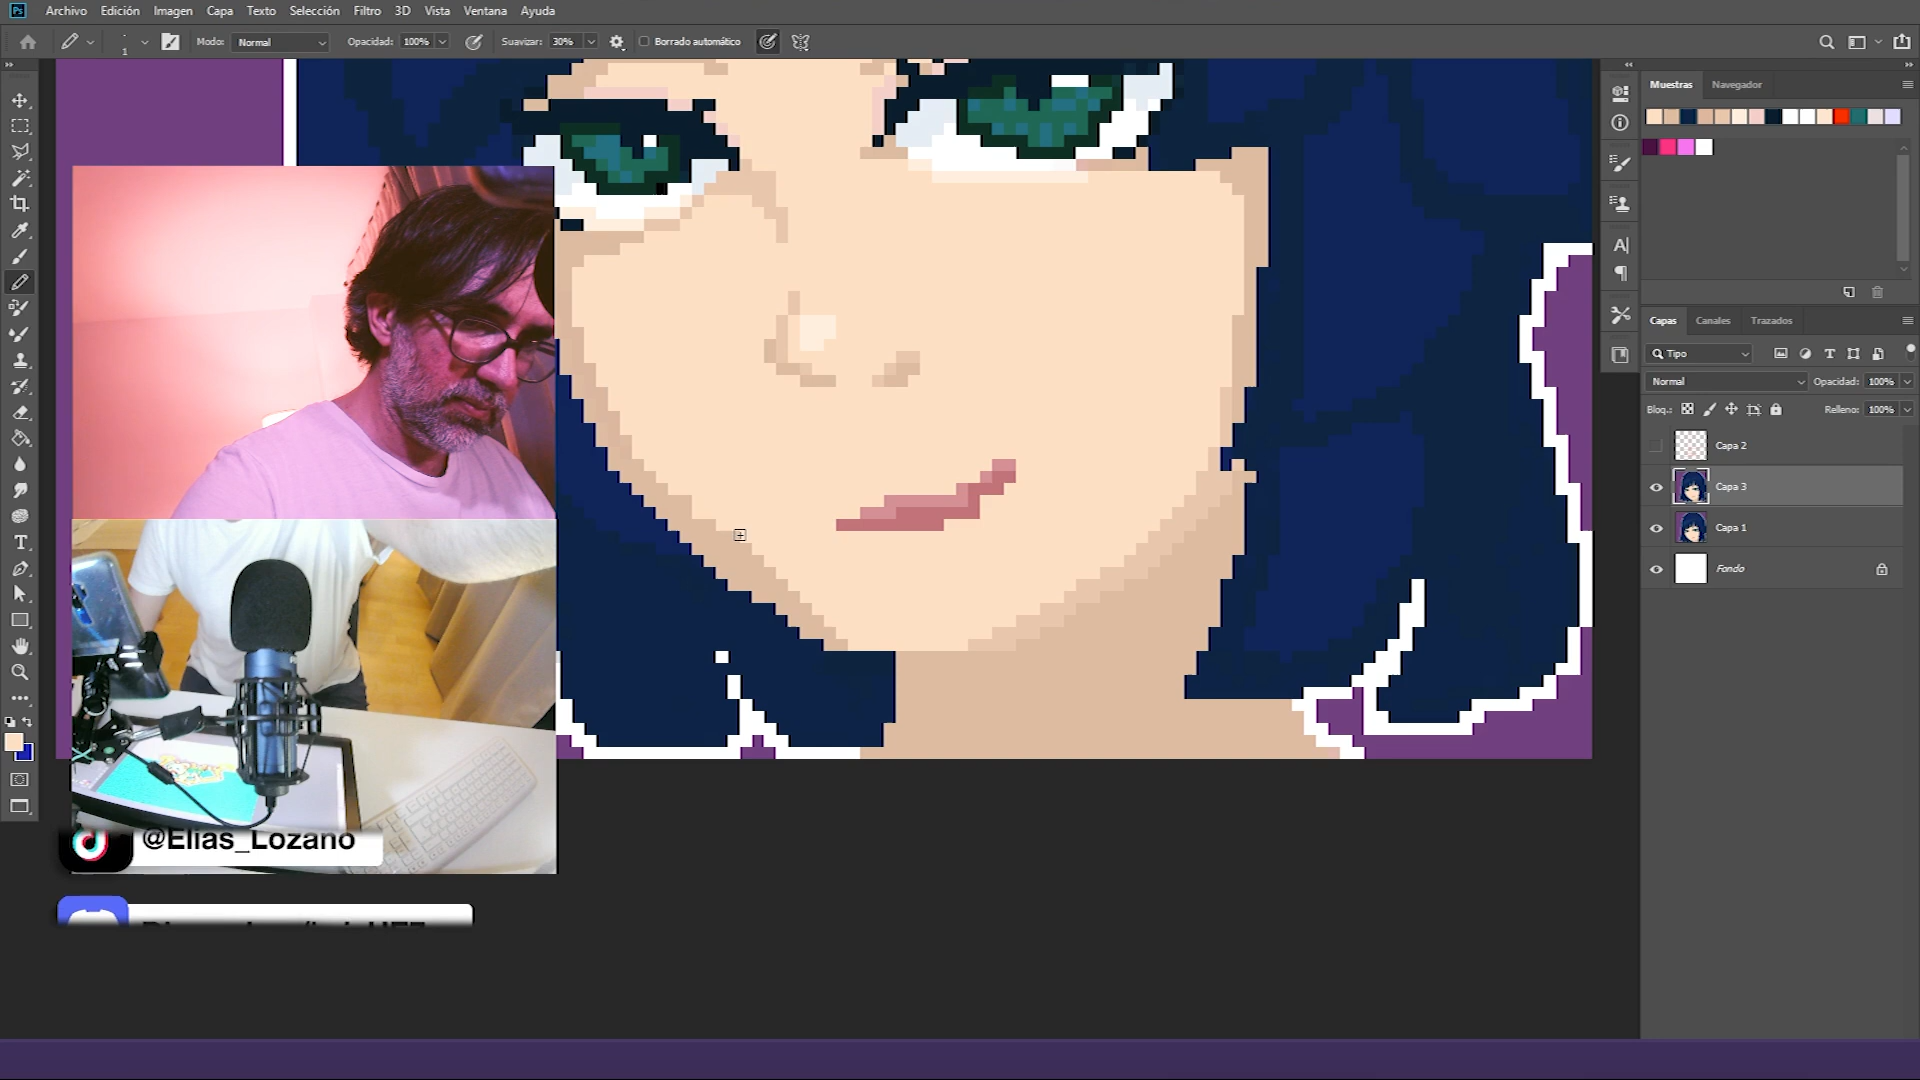 Ps Archivo Edición Imagen Capa Texto Selección Filtro 3D Vista Ventana Ayuda
1 Modo: Normal Opacidad: 100% Suavizar: 30% Borrado automático
Muestras Navegador
Capas Canales Trazados
Tipo
Normal Opacidad: 100%
Bloq.: Relleno: 100%
Capa 2
Capa 3
Capa 1
Fondo
@Elias_Lozano